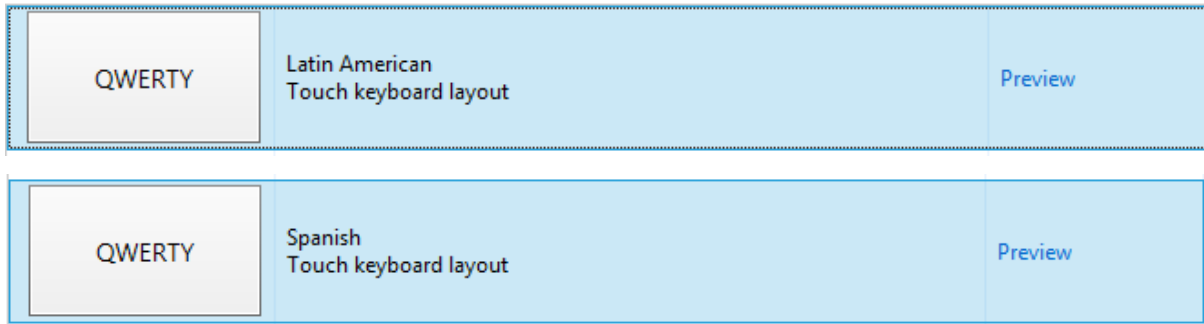 QWERTY
Latin American
Touch keyboard layout
Preview
QWERTY
Spanish
Touch keyboard layout
Preview